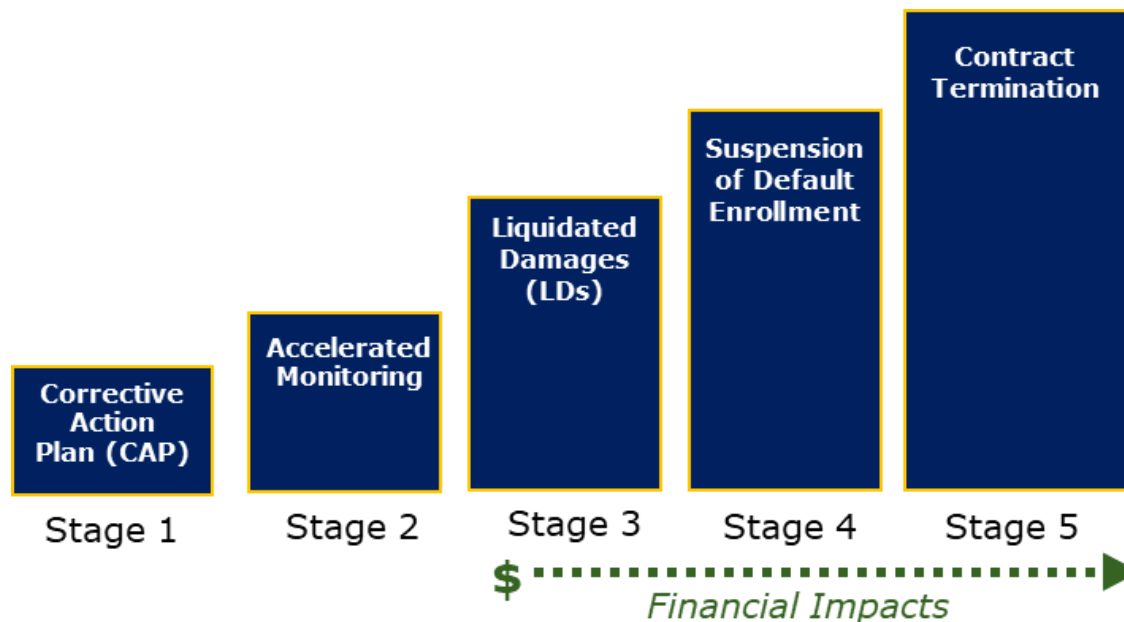 Corrective
Action
Plan (CAP)
Accelerated
Monitoring
Liquidated
Damages
(LDs)
Suspension
of Default
Enrollment
Contract
Termination
Stage 1
Stage 2
Stage 3
Stage 4
Stage 5
$
Financial Impacts